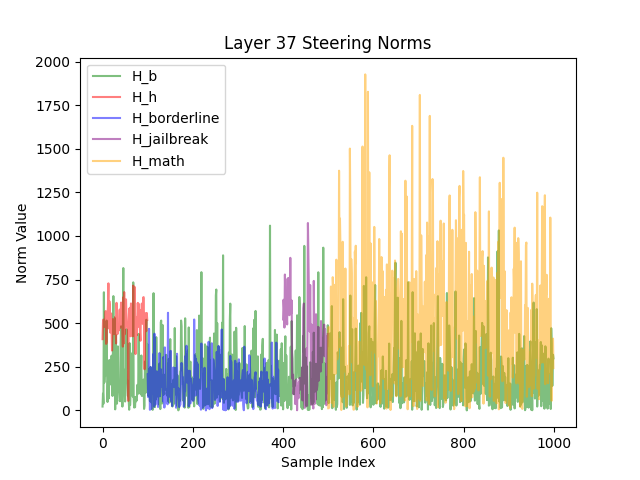 Layer 37 Steering Norms
H_b
H_h
H_borderline
H_jailbreak
H_math
Norm Value
2000
1750
1500
1250
1000
750
500
250
0
0
200
400
600
800
1000
Sample Index